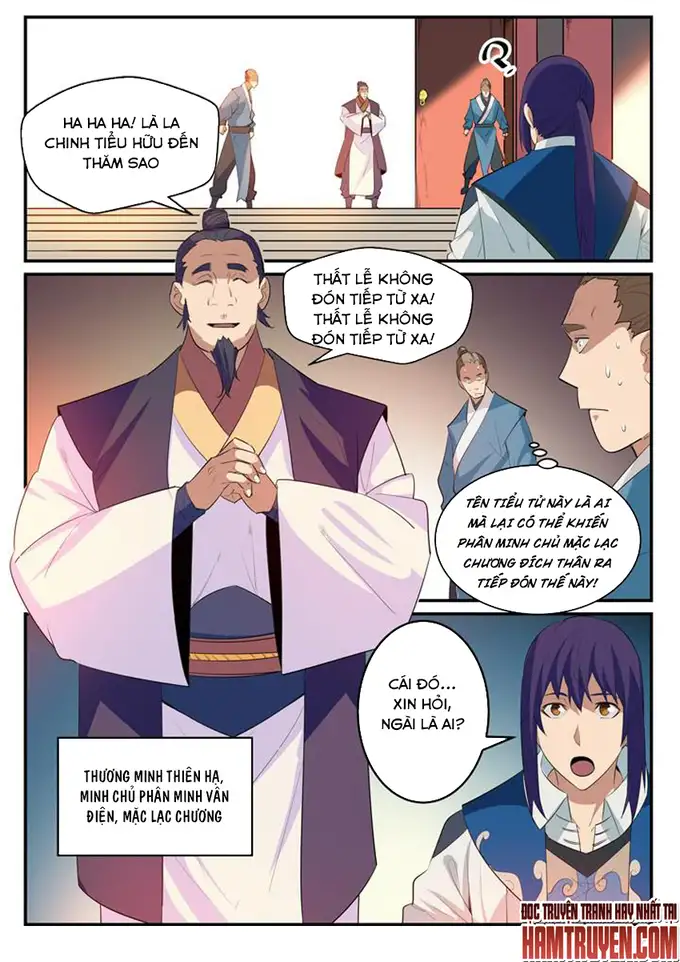 HA HA HA! LÀ LA
CHINH TIỂU HỮU ĐẾN
THĂM SAO
THẤT LỄ KHÔNG
ĐÓN TIẾP TỪ XA!
THẤT LỄ KHÔNG
ĐÓN TIẾP TỪ XA!
TÊN TIỂU TỬ NÀY LÀ AI
MÀ LẠI CÓ THỂ KHIẾN
PHÂN MINH CHỦ MẶC LẠC
CHƯƠNG ĐÍCH THÂN RA
TIẾP ĐÓN THẾ NÀY!
CÁI ĐÓ...
XIN HỎI,
NGÀI LÀ AI?
THƯƠNG MINH THIÊN HẠ,
MINH CHỦ PHÂN MINH VÂN
ĐIỆN, MẶC LẠC CHƯƠNG
ĐỌC TRUYỆN TRANH HAY NHẤT TẠI
HAMTRUYEN.COM